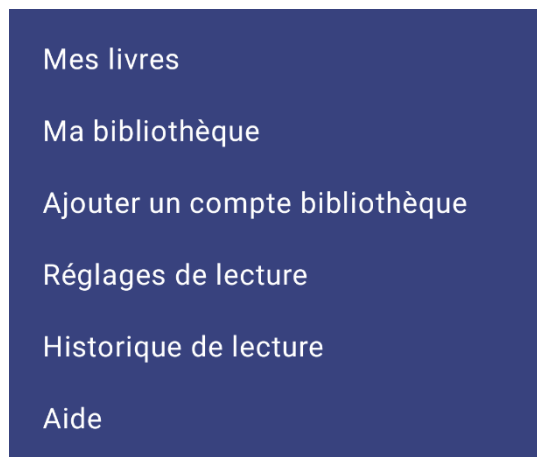 Mes livres
Ma bibliothèque
Ajouter un compte bibliothèque
Réglages de lecture
Historique de lecture
Aide